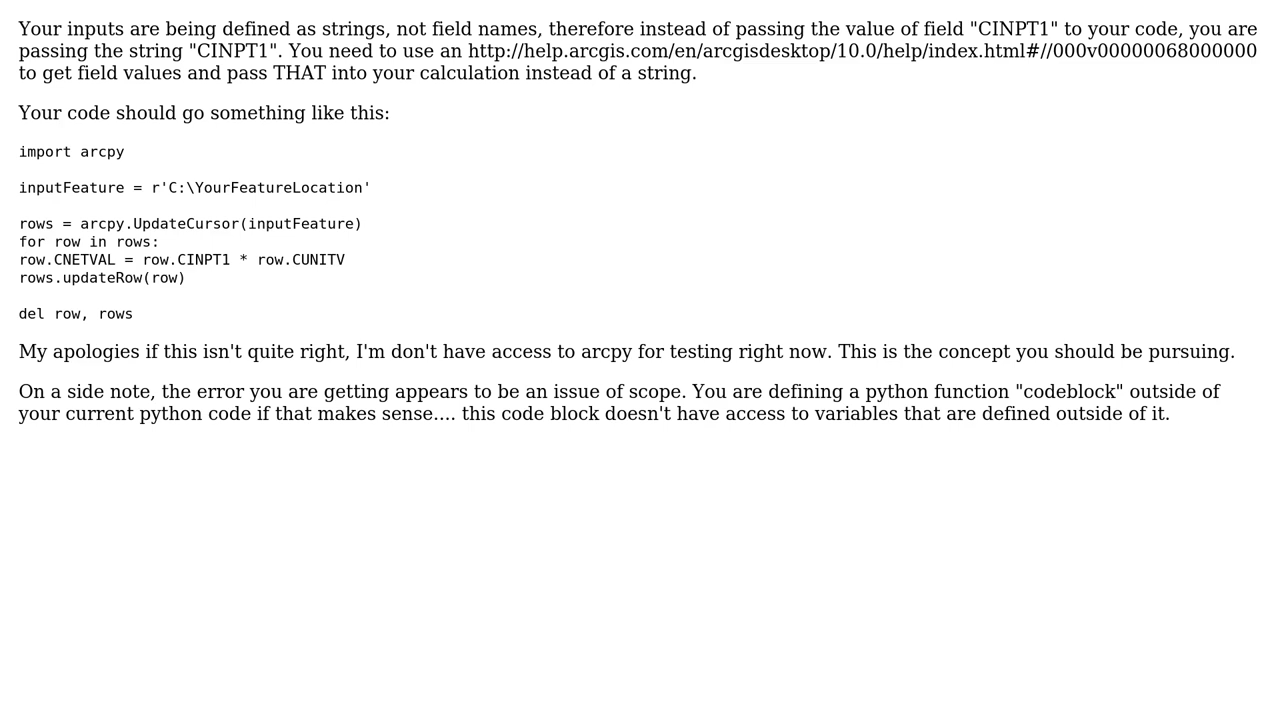 Your inputs are being defined as strings, not field names, therefore instead of passing the value of field "CINPT1" to your code, you are
passing the string "CINPT1". You need to use an http://help.arcgis.com/en/arcgisdesktop/10.0/help/index.html#//000v00000068000000
to get field values and pass THAT into your calculation instead of a string.
Your code should go something like this:
import arcpy
inputFeature = r'C:\YourFeatureLocation'
rows = arcpy.UpdateCursor(inputFeature)
for row in rows:
row.CNETVAL = row.CINPT1 * row.CUNITV
rows.updateRow(row)
del row, rows
My apologies if this isn't quite right, I'm don't have access to arcpy for testing right now. This is the concept you should be pursuing.
On a side note, the error you are getting appears to be an issue of scope. You are defining a python function "codeblock" outside of
your current python code if that makes sense.... this code block doesn't have access to variables that are defined outside of it.